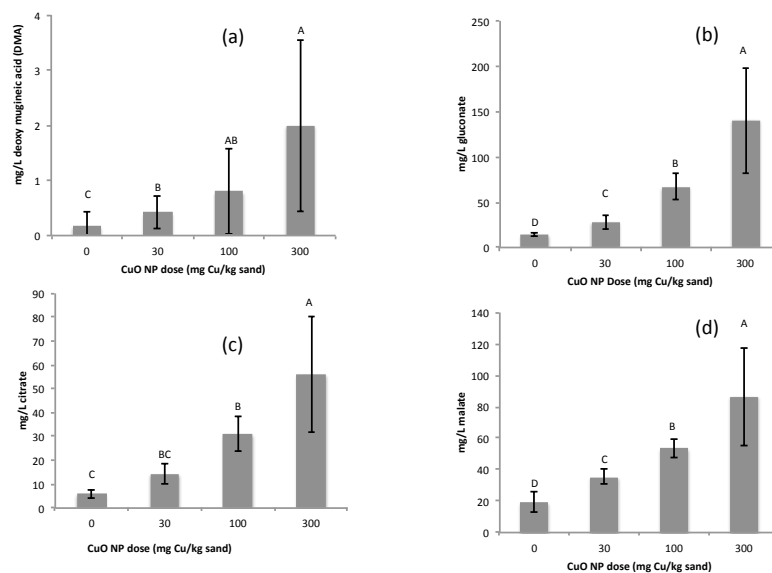 (a)
mg/L deoxy mugineic acid (DMA)
4
3
2
1
0
C
B
AB
A
0 30 100 300
CuO NP dose (mg Cu/kg sand)
(b)
mg/L gluconate
250
200
150
100
50
0
D
C
B
A
0 30 100 300
CuO NP Dose (mg Cu/kg sand)
(c)
mg/L citrate
90
80
70
60
50
40
30
20
10
0
C
BC
B
A
0 30 100 300
CuO NP dose (mg Cu/kg sand)
(d)
mg/L malate
140
120
100
80
60
40
20
0
D
C
B
A
0 30 100 300
CuO NP dose (mg Cu/kg sand)